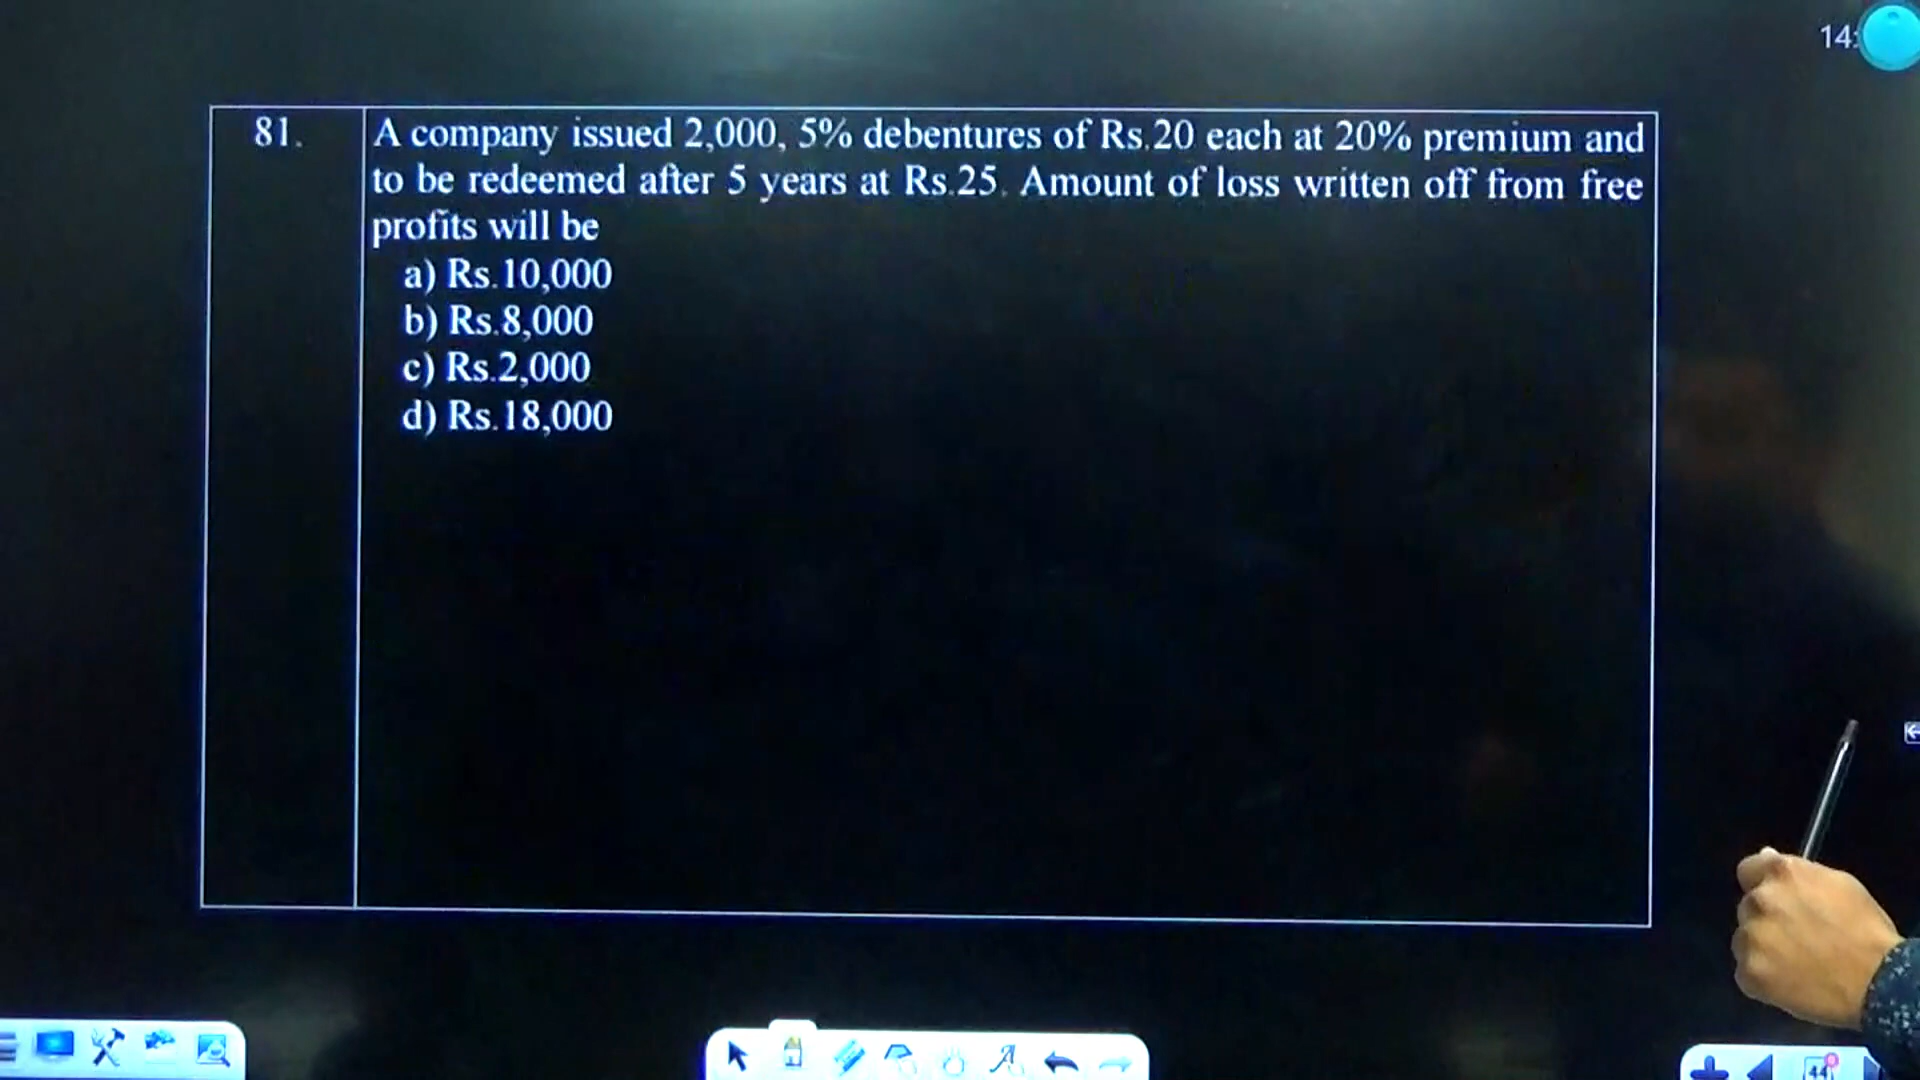 14:
81.
A company issued 2,000, 5% debentures of Rs.20 each at 20% premium and
to be redeemed after 5 years at Rs.25. Amount of loss written off from free
profits will be
a) Rs.10,000
b) Rs.8,000
c) Rs.2,000
d) Rs.18,000
44